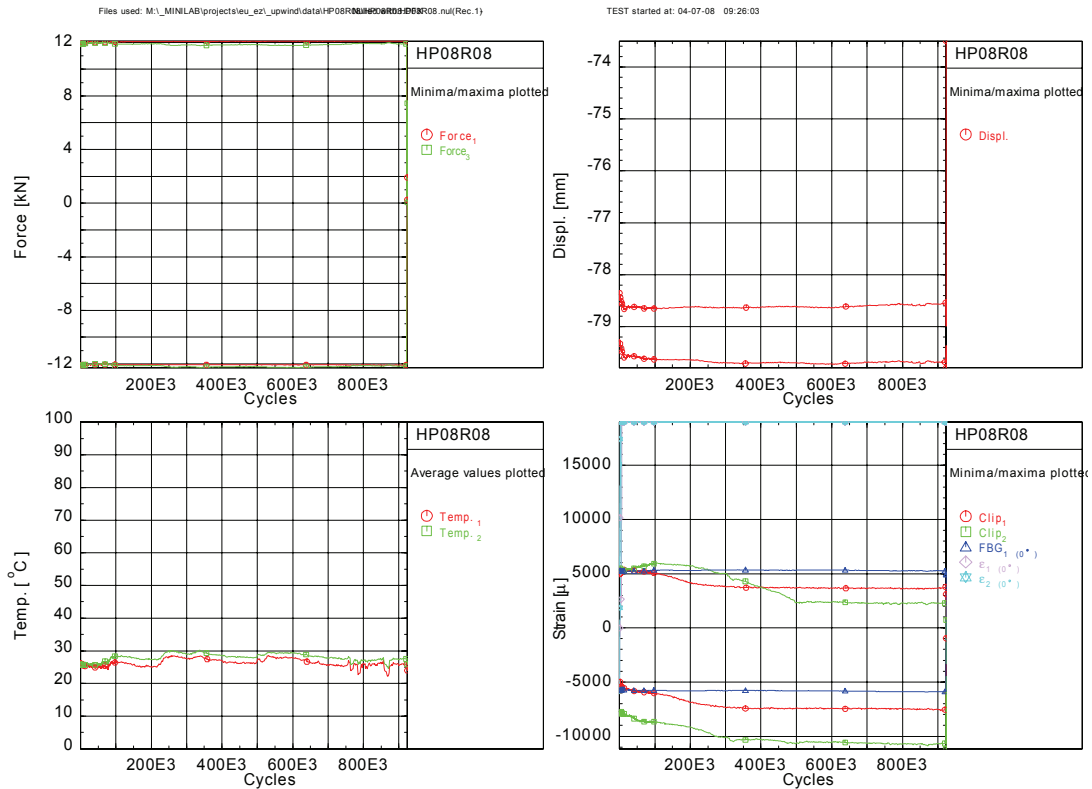 Files used: M:\_MINILAB\projects\eu_ez\_upwind\data\HP08R08.nul(Rec.1)-
TEST started at: 04-07-08 09:26:03
HP08R08
Minima/maxima plotted
Force1
Force3
Force [kN]
12
8
4
0
-4
-8
-12
200E3 400E3 600E3 800E3
Cycles
HP08R08
Minima/maxima plotted
Displ.
Displ. [mm]
-74
-75
-76
-77
-78
-79
200E3 400E3 600E3 800E3
Cycles
HP08R08
Average values plotted
Temp. 1
Temp. 2
Temp. [ °C]
100
90
80
70
60
50
40
30
20
10
0
200E3 400E3 600E3 800E3
Cycles
HP08R08
Minima/maxima plotted
Clip1
Clip2
FBG1 (0°)
ε1 (0°)
ε2 (0°)
Strain [µ]
15000
10000
5000
0
-5000
-10000
200E3 400E3 600E3 800E3
Cycles